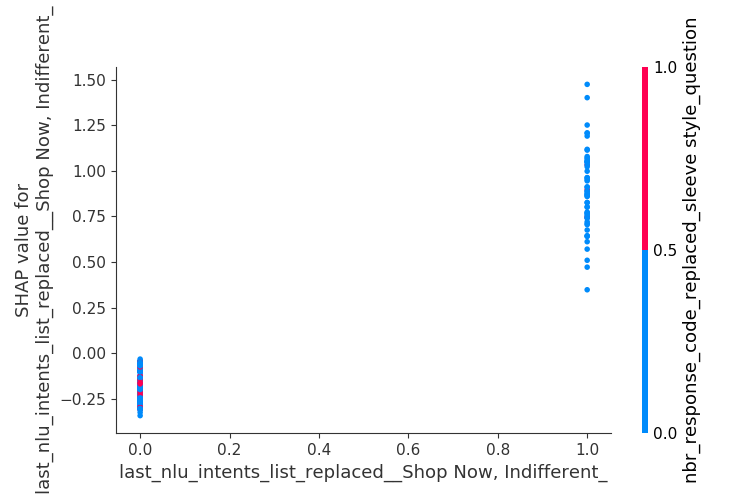 SHAP value for
last_nlu_intents_list_replaced__Shop Now, Indifferent_
1.50
1.25
1.00
0.75
0.50
0.25
0.00
−0.25
0.0 0.2 0.4 0.6 0.8 1.0
last_nlu_intents_list_replaced__Shop Now, Indifferent_
1.0
0.5
0.0
nbr_response_code_replaced_sleeve style_question